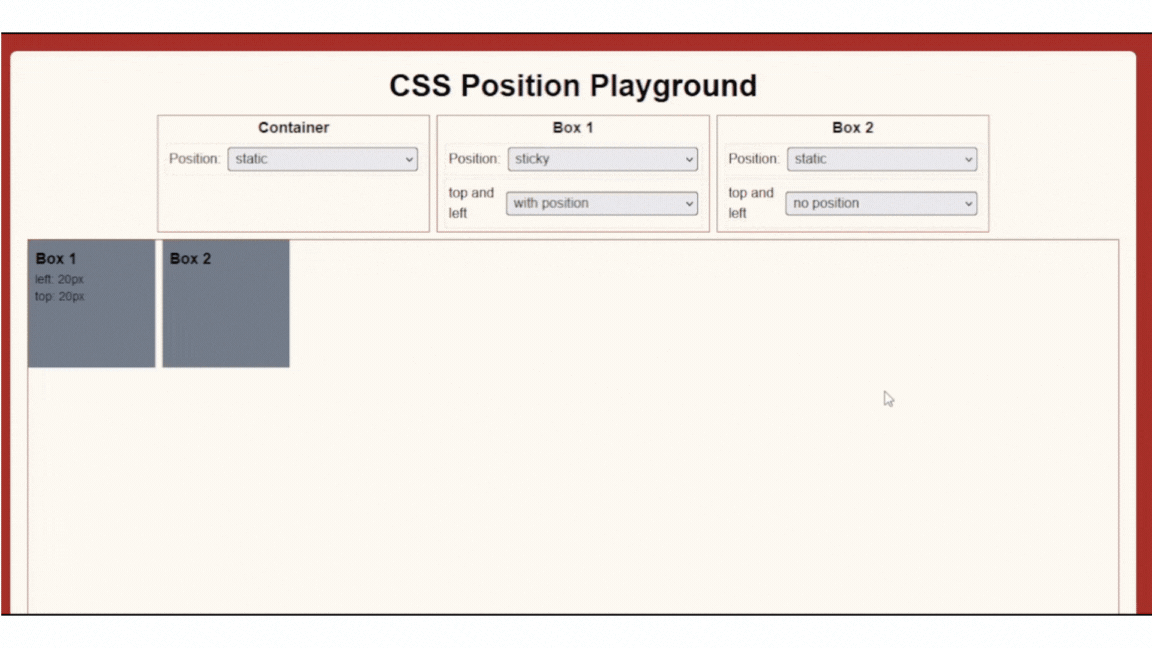 CSS Position Playground
Container
Position: static
Box 1
Position: sticky
top and
left
with position
Box 2
Position: static
top and
left
no position
Box 1
left: 20px
top: 20px
Box 2